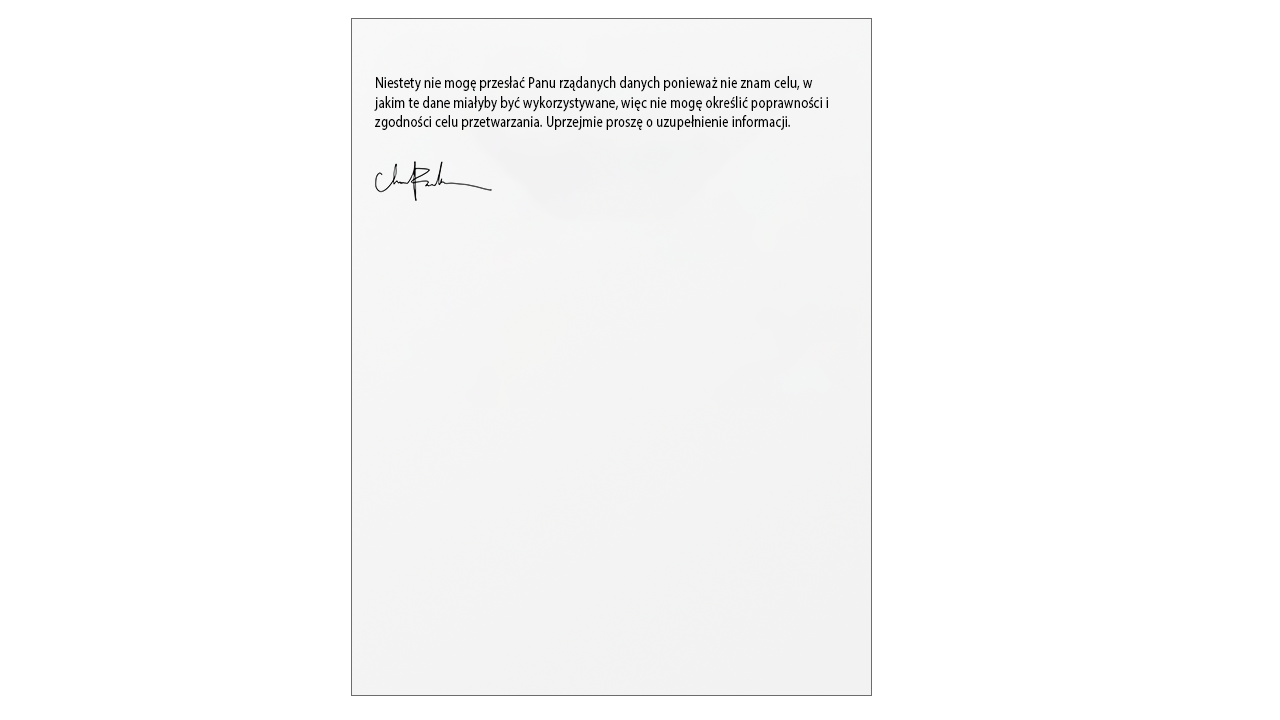 Niestety nie mogę przesłać Panu rządanych danych ponieważ nie znam celu, w
jakim te dane miałyby być wykorzystywane, więc nie mogę określić poprawności i
zgodności celu przetwarzania. Uprzejmie proszę o uzupełnienie informacji.